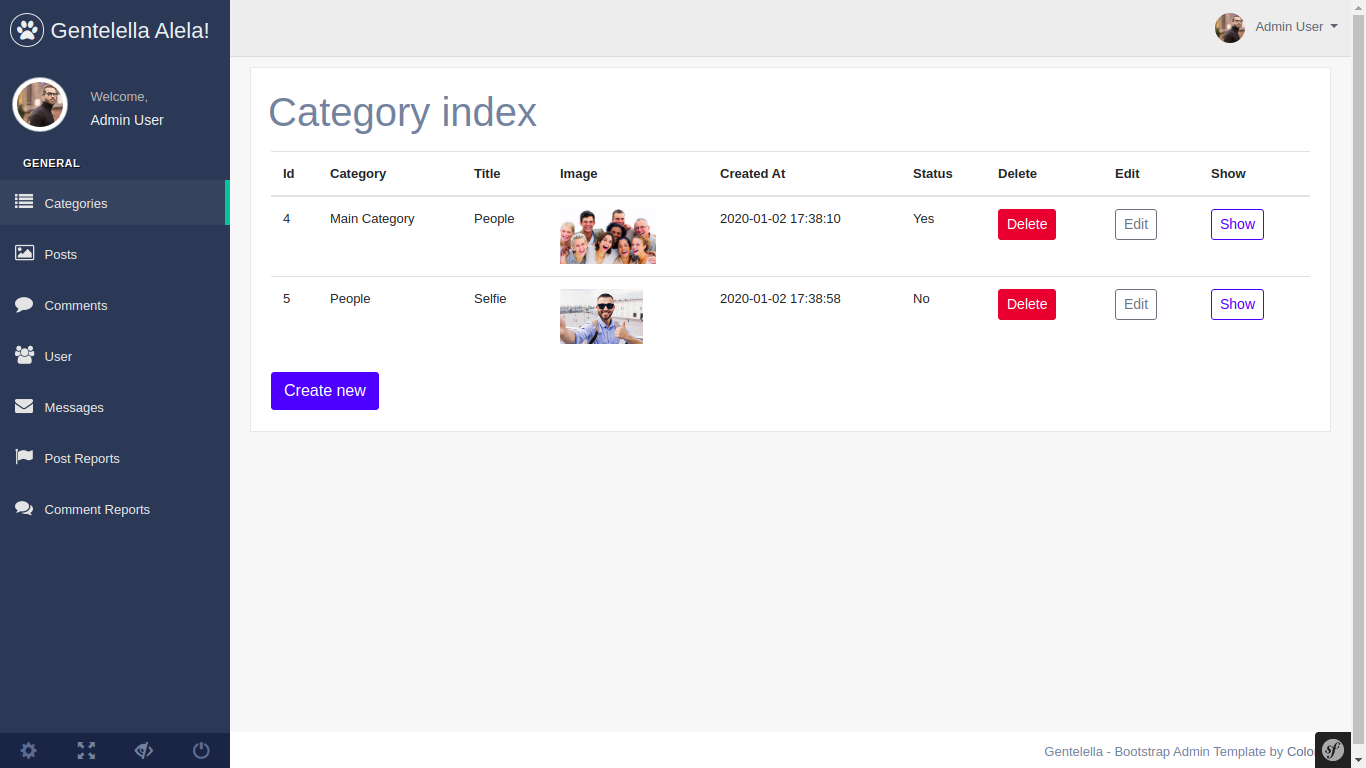 Gentelella Alela!
Admin User
Welcome,
Admin User
GENERAL
Categories
Posts
Comments
User
Messages
Post Reports
Comment Reports
Category index
Id Category Title Image Created At Status Delete Edit Show
4 Main Category People 2020-01-02 17:38:10 Yes Delete Edit Show
5 People Selfie 2020-01-02 17:38:58 No Delete Edit Show
Create new
Gentelella - Bootstrap Admin Template by Colo
sf